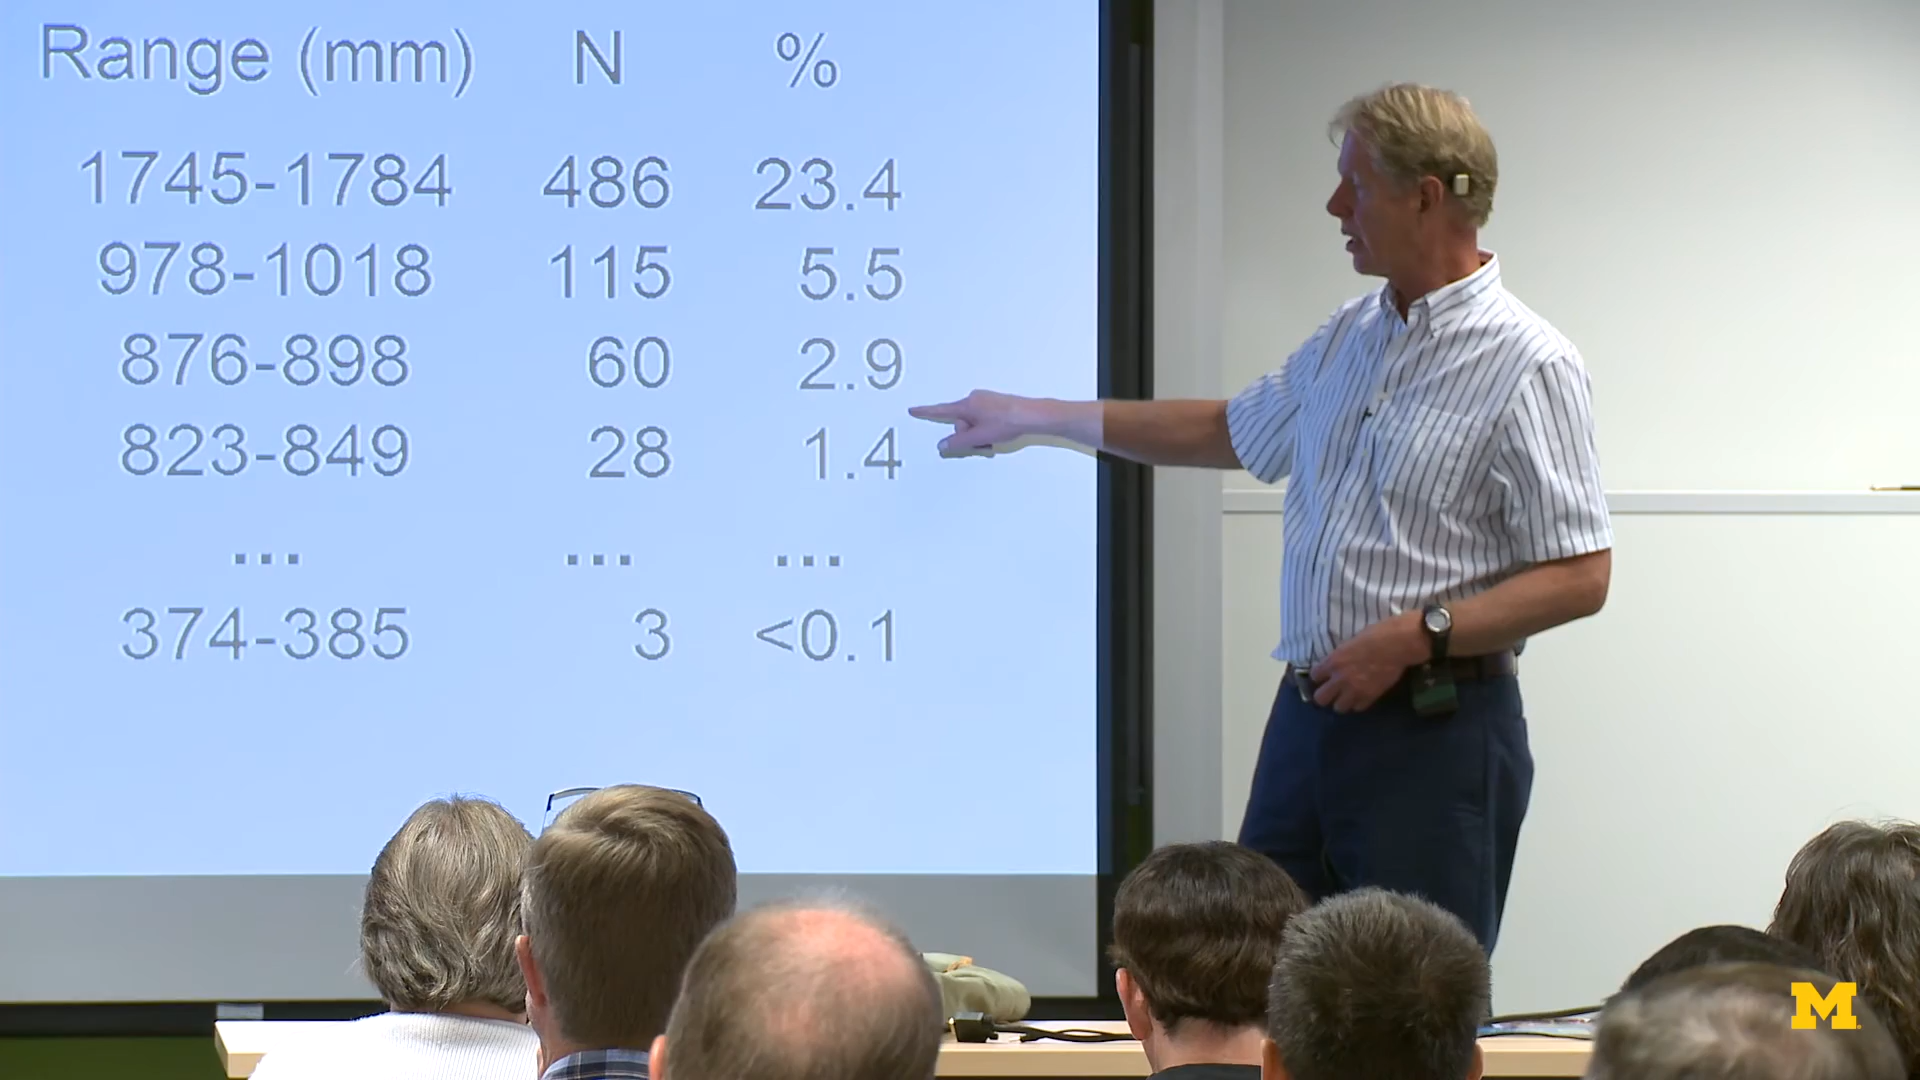 Range (mm) N %
1745-1784 486 23.4
978-1018 115 5.5
876-898 60 2.9
823-849 28 1.4
... ... ...
374-385 3 <0.1
M